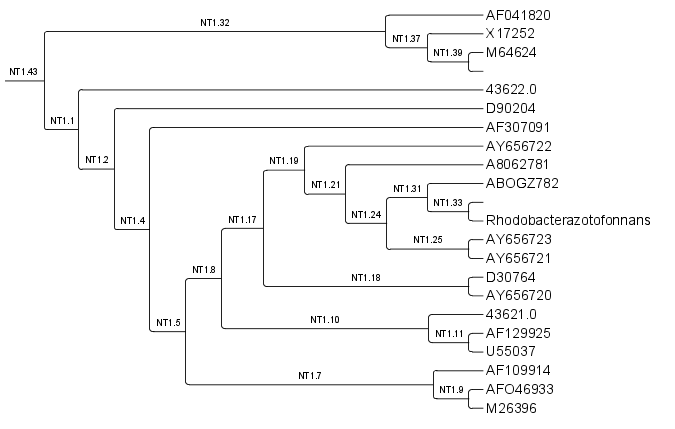 AF041820
NT1.32
X17252
NT1.37
M64624
NT1.39
NT1.43
43622.0
D90204
NT1.1
AF307091
AY656722
NT1.2
NT1.19
A8062781
ABOGZ782
NT1.21
NT1.31
NT1.33
NT1.4
NT1.17
NT1.24
Rhodobacterazotofonnans
AY656723
NT1.25
AY656721
NT1.8
D30764
NT1.18
AY656720
43621.0
NT1.5
NT1.10
AF129925
NT1.11
U55037
AF109914
NT1.7
AFO46933
NT1.9
M26396